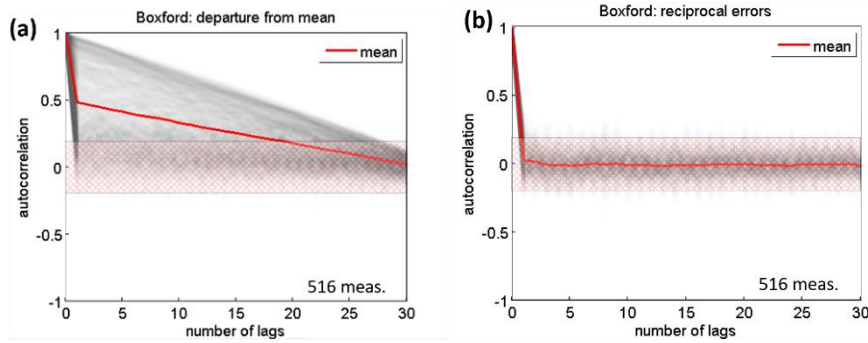 (a)
Boxford: departure from mean
mean
1
0.5
0
-0.5
-1
autocorrelation
516 meas.
0 5 10 15 20 25 30
number of lags
(b)
Boxford: reciprocal errors
mean
1
0.5
0
-0.5
-1
autocorrelation
516 meas.
0 5 10 15 20 25 30
number of lags